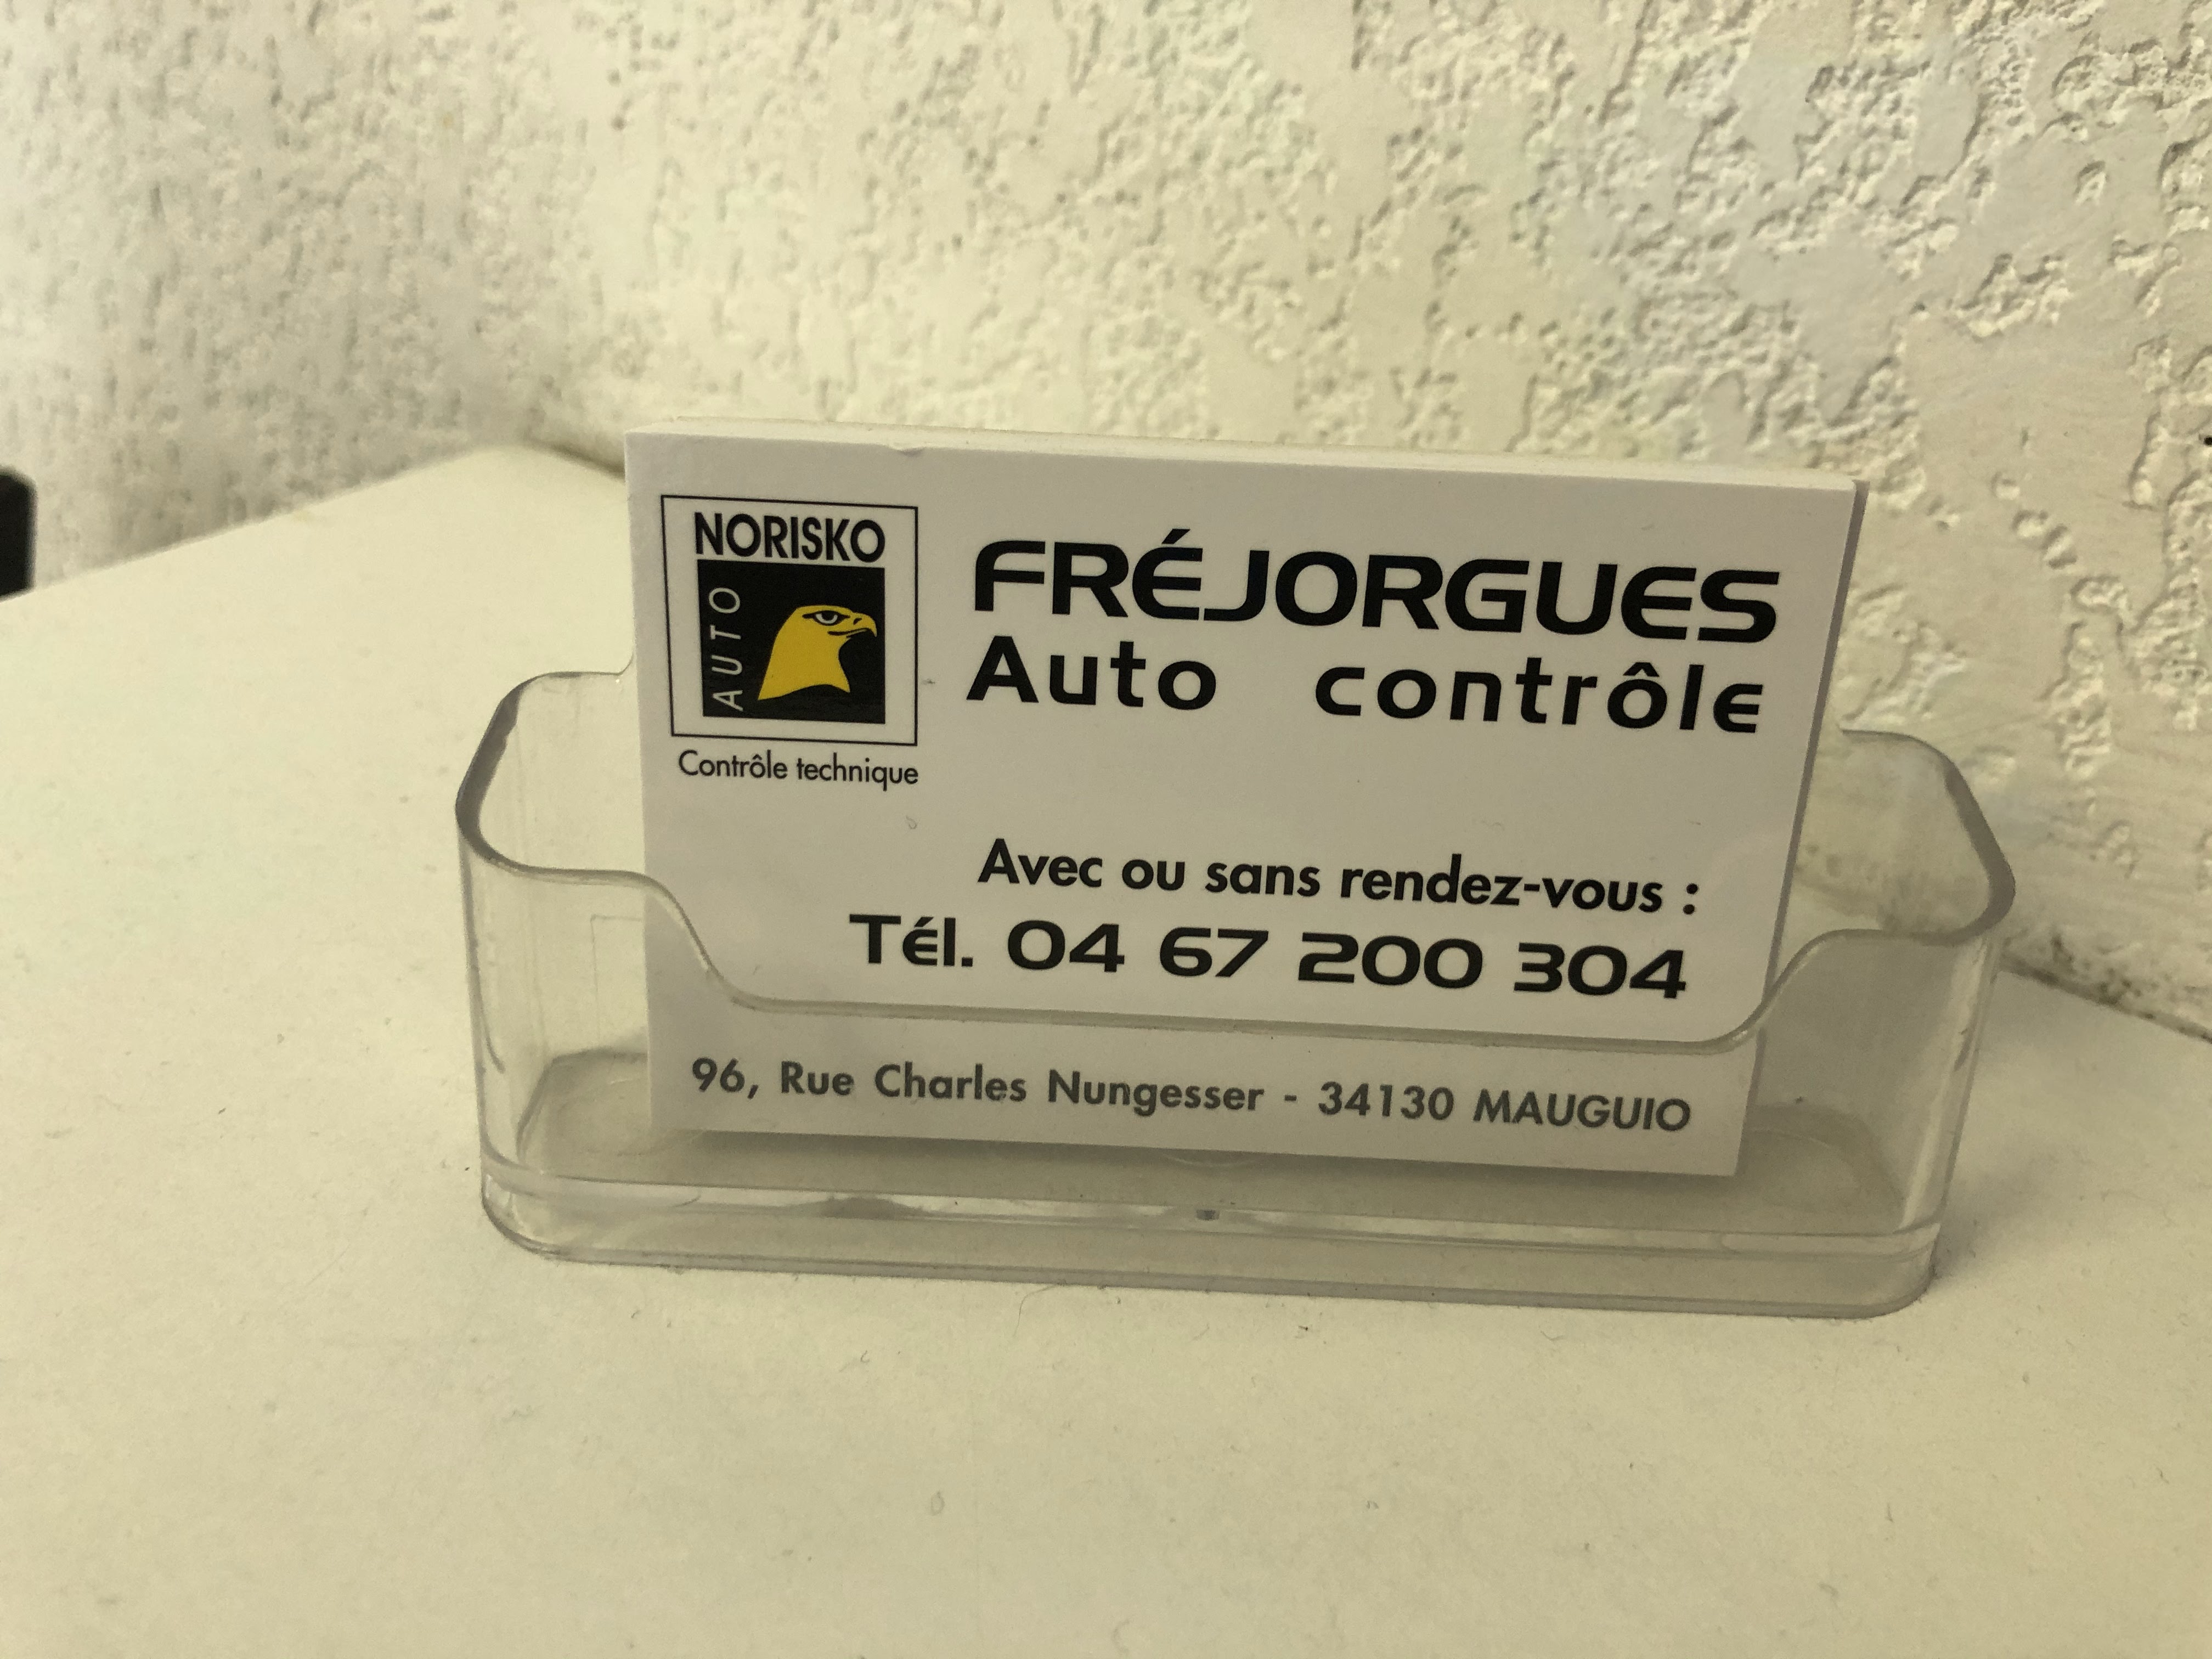 NORISKO
AUTO
Contrôle technique
FRÉJORGUES
Auto contrôle
Avec ou sans rendez-vous :
Tél. 04 67 200 304
96, Rue Charles Nungesser - 34130 MAUGUIO